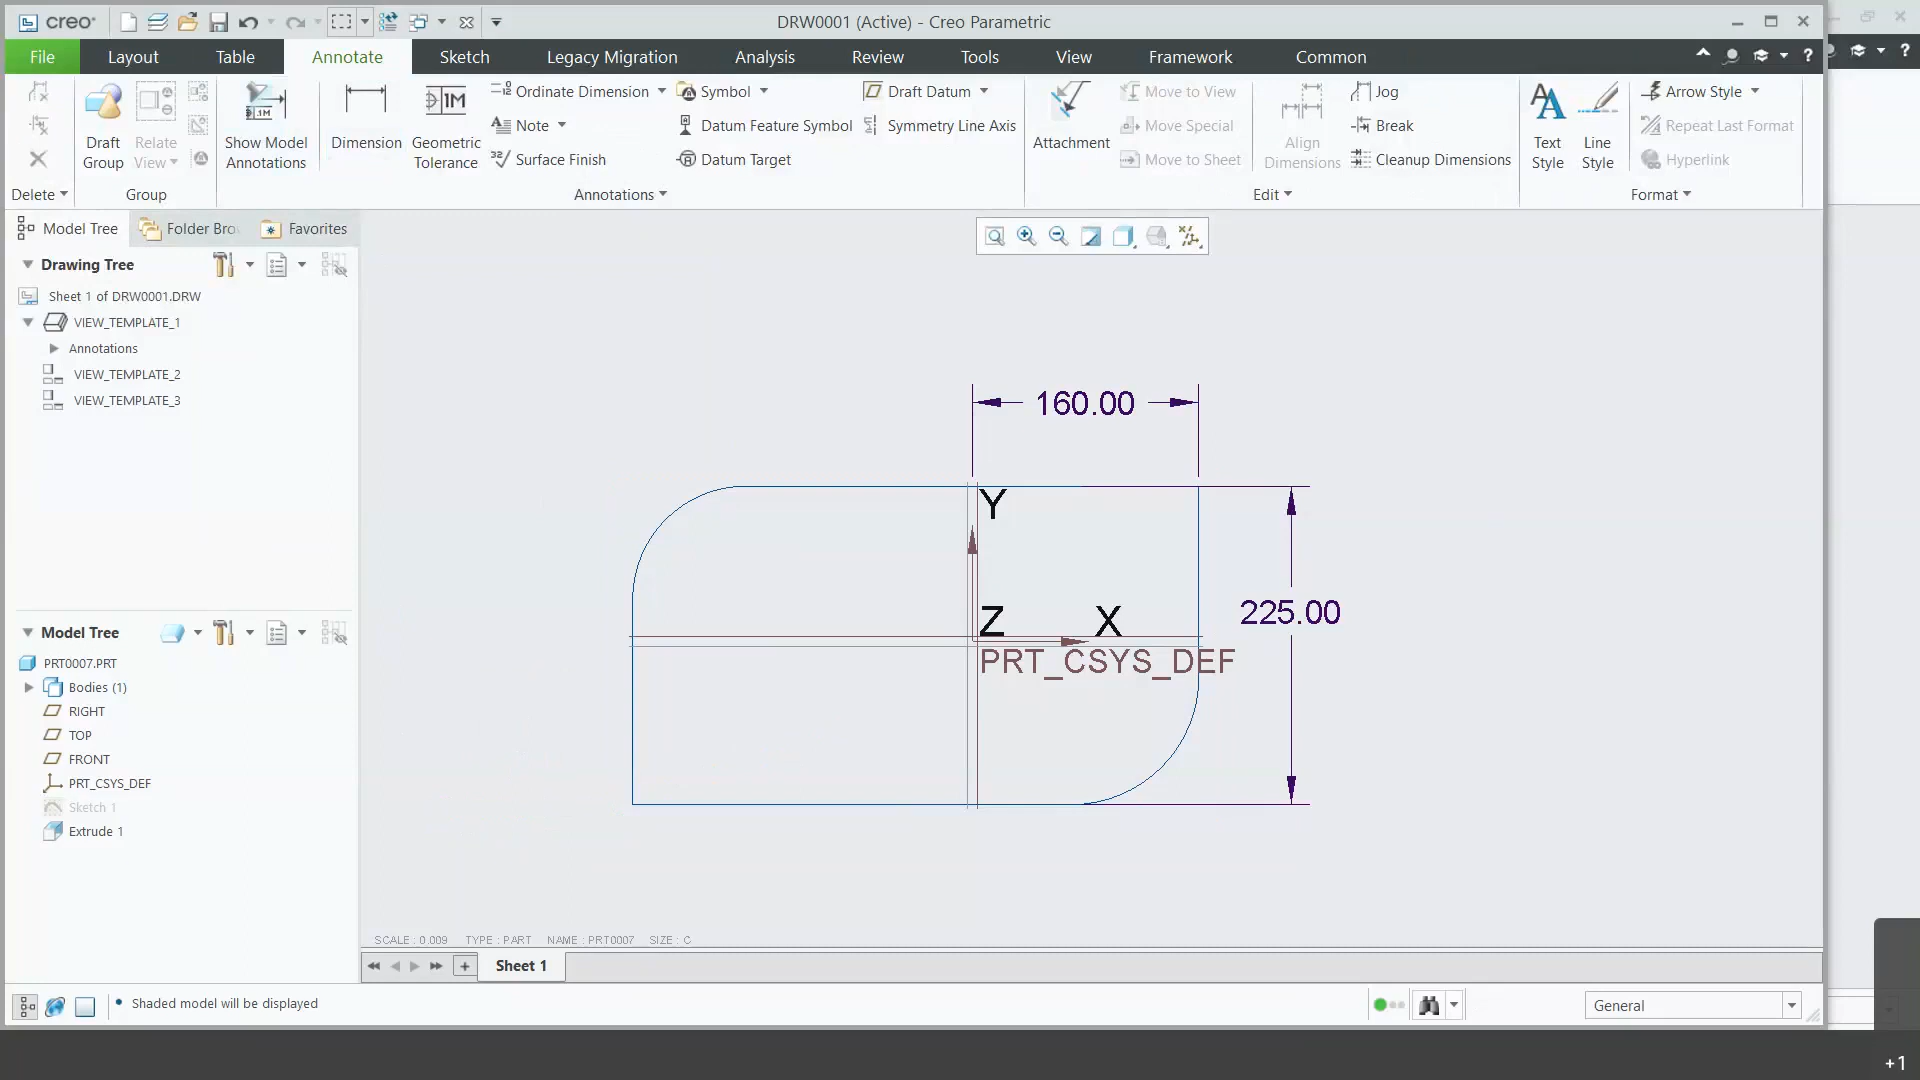 creo®
DRW0001 (Active) - Creo Parametric
File
Layout
Table
Annotate
Sketch
Legacy Migration
Analysis
Review
Tools
View
Framework
Common
Delete
Draft
Group
Relate
View
Group
Show Model
Annotations
Dimension
Geometric
Tolerance
Ordinate Dimension
Note
Surface Finish
Symbol
Datum Feature Symbol
Datum Target
Draft Datum
Symmetry Line Axis
Annotations
Attachment
Move to View
Move Special
Move to Sheet
Align
Dimensions
Jog
Break
Cleanup Dimensions
Edit
Text
Style
Line
Style
Arrow Style
Repeat Last Format
Hyperlink
Format
Model Tree
Folder Bro
Favorites
Drawing Tree
Sheet 1 of DRW0001.DRW
VIEW_TEMPLATE_1
Annotations
VIEW_TEMPLATE_2
VIEW_TEMPLATE_3
Model Tree
PRT0007.PRT
Bodies (1)
RIGHT
TOP
FRONT
PRT_CSYS_DEF
Sketch 1
Extrude 1
160.00
Y
Z
X
PRT_CSYS_DEF
225.00
SCALE : 0.009 TYPE : PART NAME : PRT0007 SIZE : C
Sheet 1
Shaded model will be displayed
General
+1